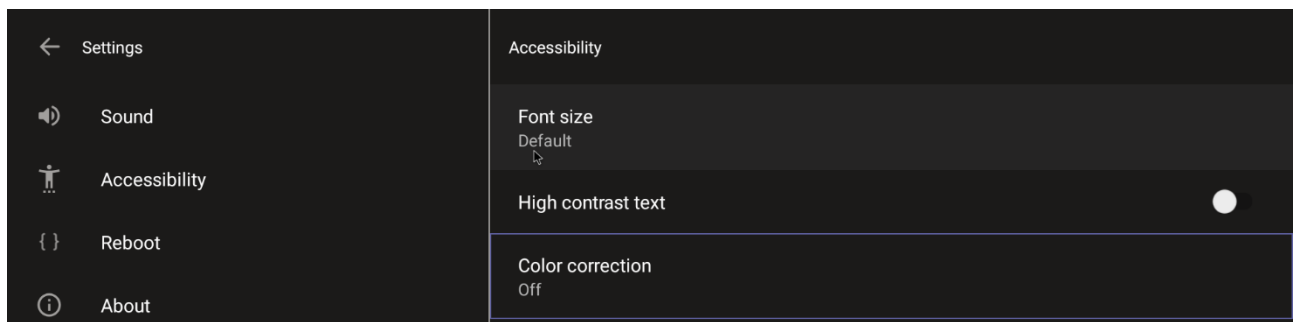 Settings
Sound
Accessibility
Reboot
About
Accessibility
Font size
Default
High contrast text
Color correction
Off